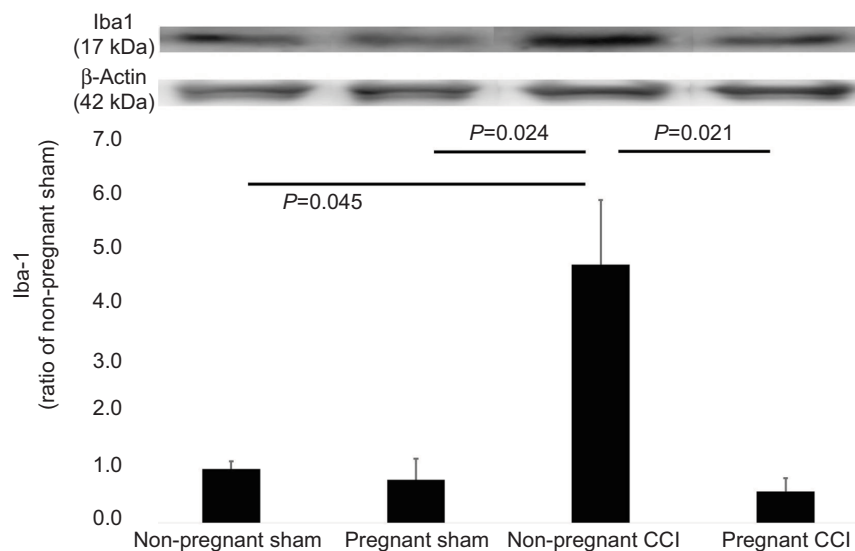 Iba1
(17 kDa)
β-Actin
(42 kDa)
7.0
P=0.024
P=0.021
6.0
P=0.045
5.0
4.0
3.0
2.0
1.0
0.0
Iba-1
(ratio of non-pregnant sham)
Non-pregnant sham
Pregnant sham
Non-pregnant CCI
Pregnant CCI